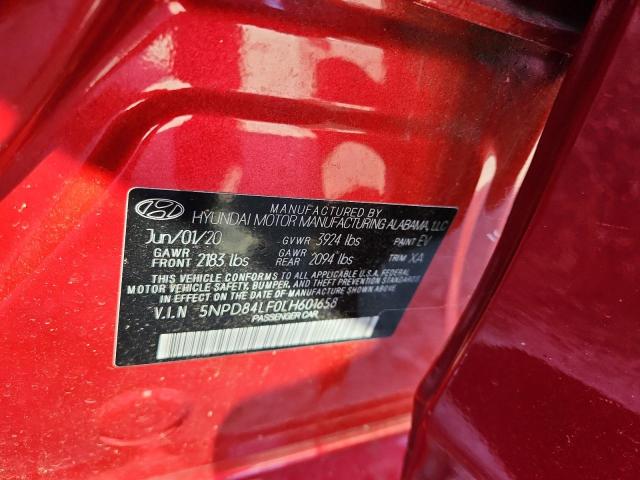 MANUFACTURED BY
HYUNDAI MOTOR MANUFACTURING ALABAMA, LLC
Jun/01/20 GVWR 3924 lbs PAINT EV
GAWR FRONT 2183 lbs GAWR REAR 2094 lbs TRIM XA
THIS VEHICLE CONFORMS TO ALL APPLICABLE U.S.A. FEDERAL
MOTOR VEHICLE SAFETY, BUMPER, AND THEFT PREVENTION STANDARDS
IN EFFECT ON THE DATE OF MANUFACTURE SHOWN ABOVE.
V.I.N 5NPD84LF0LH601658
PASSENGER CAR